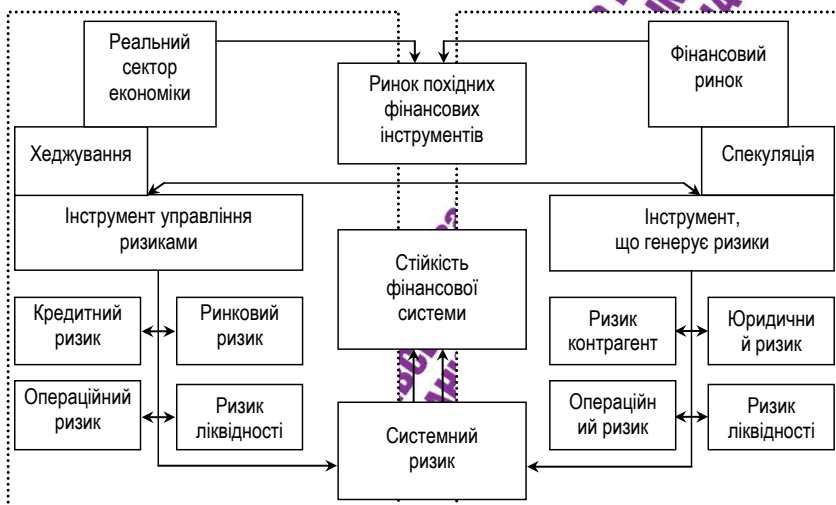 Реальний
сектор
економіки
Ринок похідних
фінансових
інструментів
Фінансовий
ринок
Хеджування
Спекуляція
Інструмент управління
ризиками
Стійкість
фінансової
системи
Інструмент,
що генерує ризики
Кредитний
ризик
Ринковий
ризик
Ризик
контрагент
Юридични
й ризик
Операційний
ризик
Ризик
ліквідності
Системний
ризик
Операційн
ий ризик
Ризик
ліквідності